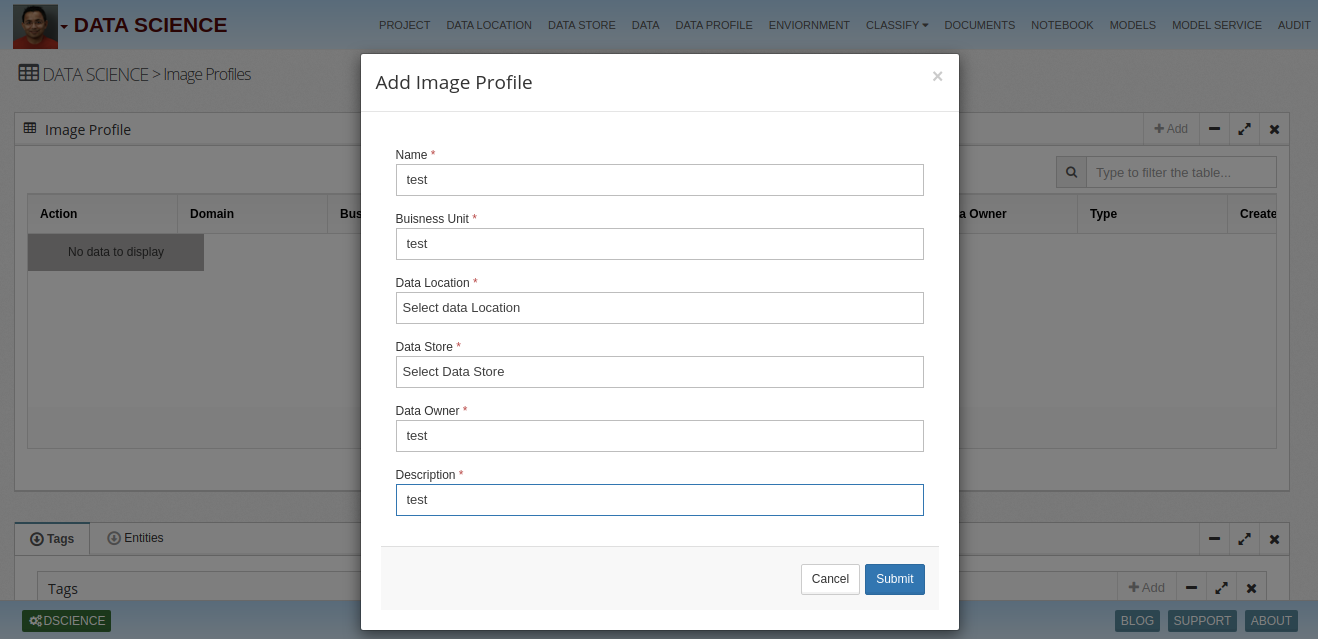 DATA SCIENCE
PROJECT DATA LOCATION DATA STORE DATA DATA PROFILE ENVIORNMENT CLASSIFY DOCUMENTS NOTEBOOK MODELS MODEL SERVICE AUDIT
DATA SCIENCE > Image Profiles
Add Image Profile ×
Image Profile
Add
Type to filter the table...
Action Domain Bus a Owner Type Create
No data to display
Name *
test
Buisness Unit *
test
Data Location *
Select data Location
Data Store *
Select Data Store
Data Owner *
test
Description *
test
Cancel Submit
Tags Entities
Tags
Add
DSCIENCE
BLOG SUPPORT ABOUT